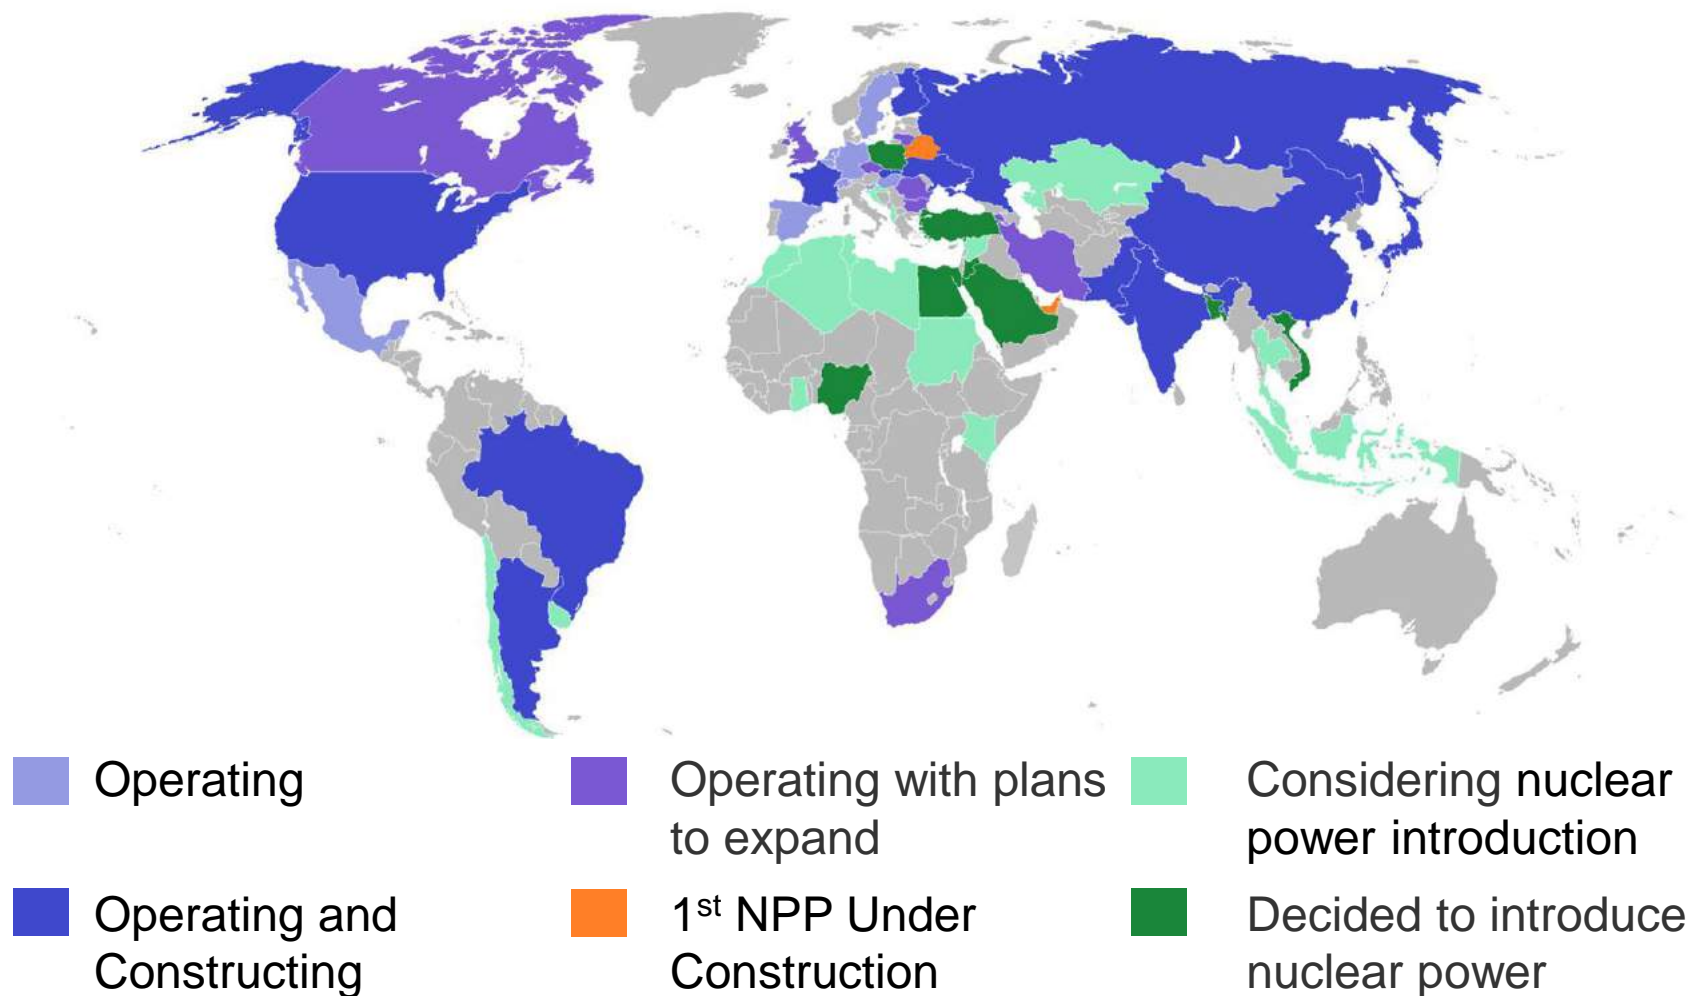 Operating
Operating with plans
to expand
Considering nuclear
power introduction
Operating and
Constructing
1st NPP Under
Construction
Decided to introduce
nuclear power